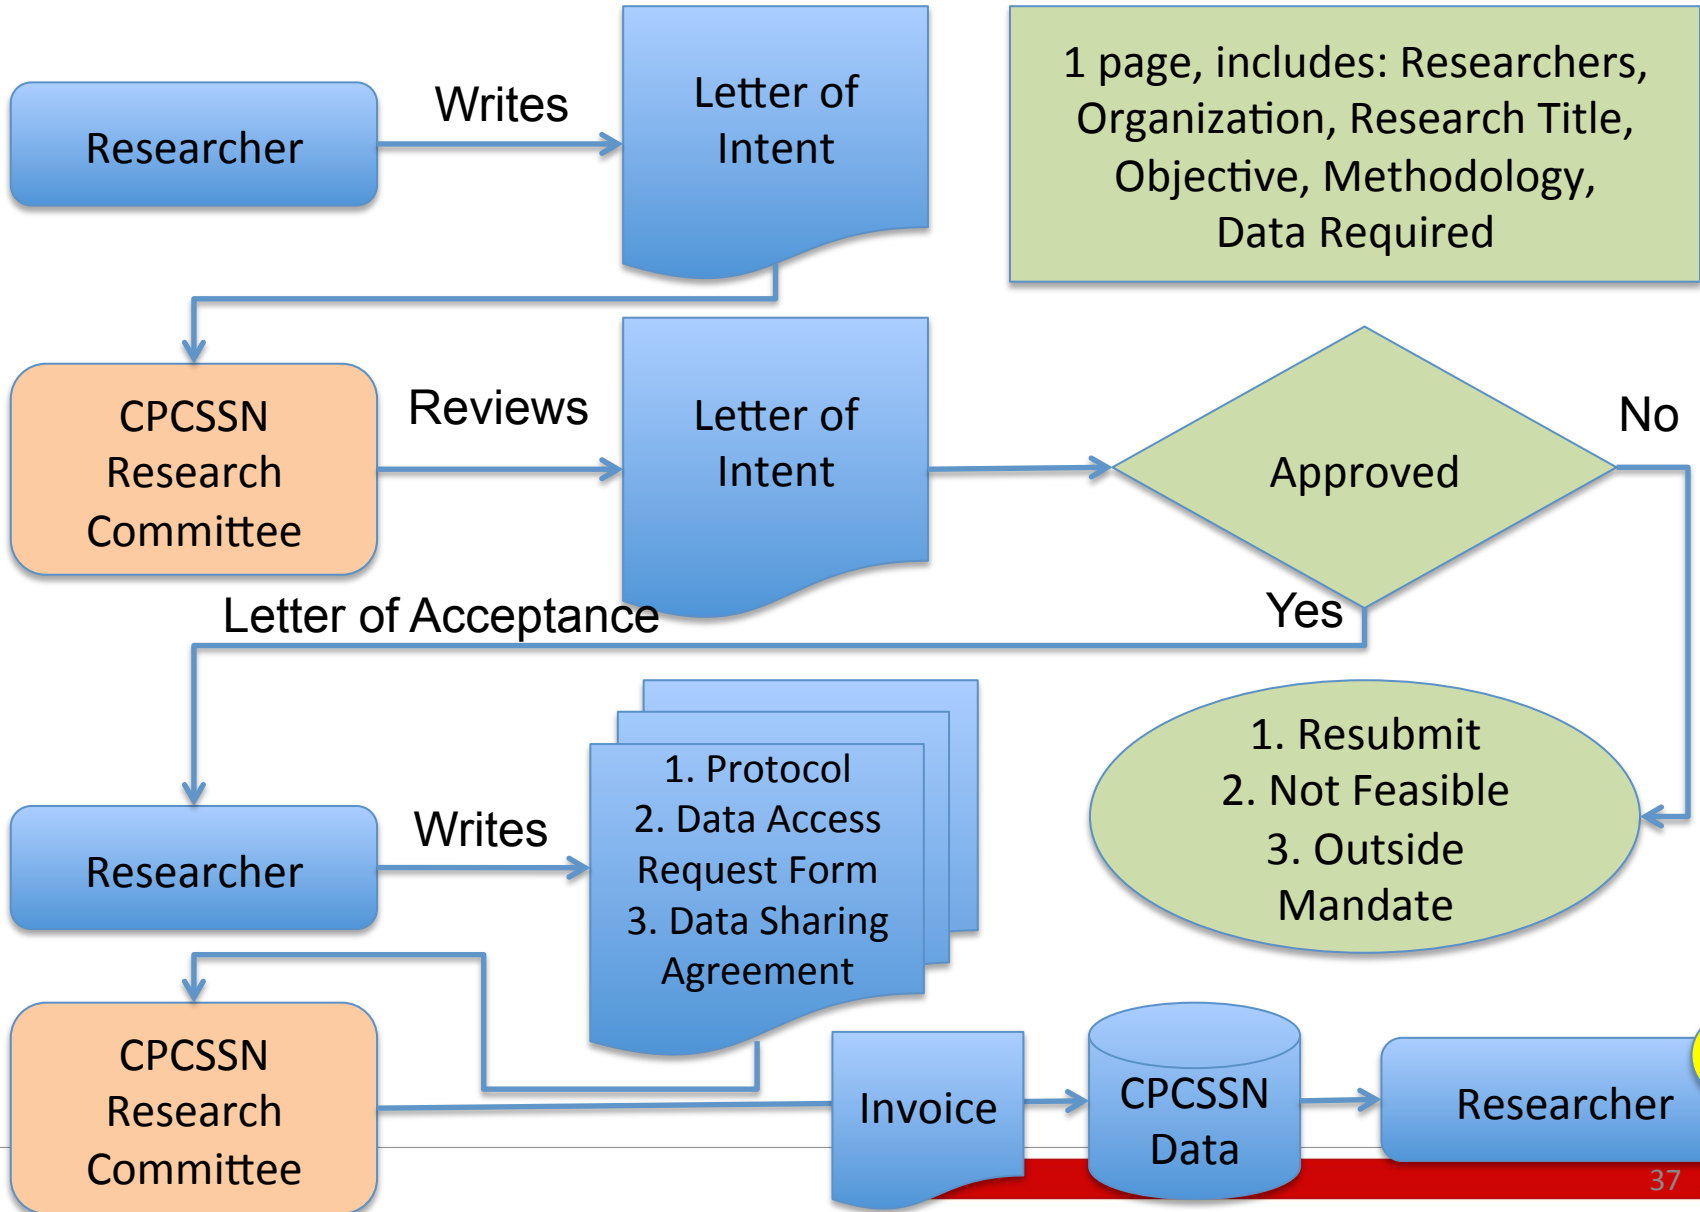 Researcher
Writes
Letter of
Intent
1 page, includes: Researchers,
Organization, Research Title,
Objective, Methodology,
Data Required
CPCSSN
Research
Committee
Reviews
Letter of
Intent
Approved
No
Yes
Letter of Acceptance
1. Resubmit
2. Not Feasible
3. Outside
Mandate
Researcher
Writes
1. Protocol
2. Data Access
Request Form
3. Data Sharing
Agreement
CPCSSN
Research
Committee
Invoice
CPCSSN
Data
Researcher
37